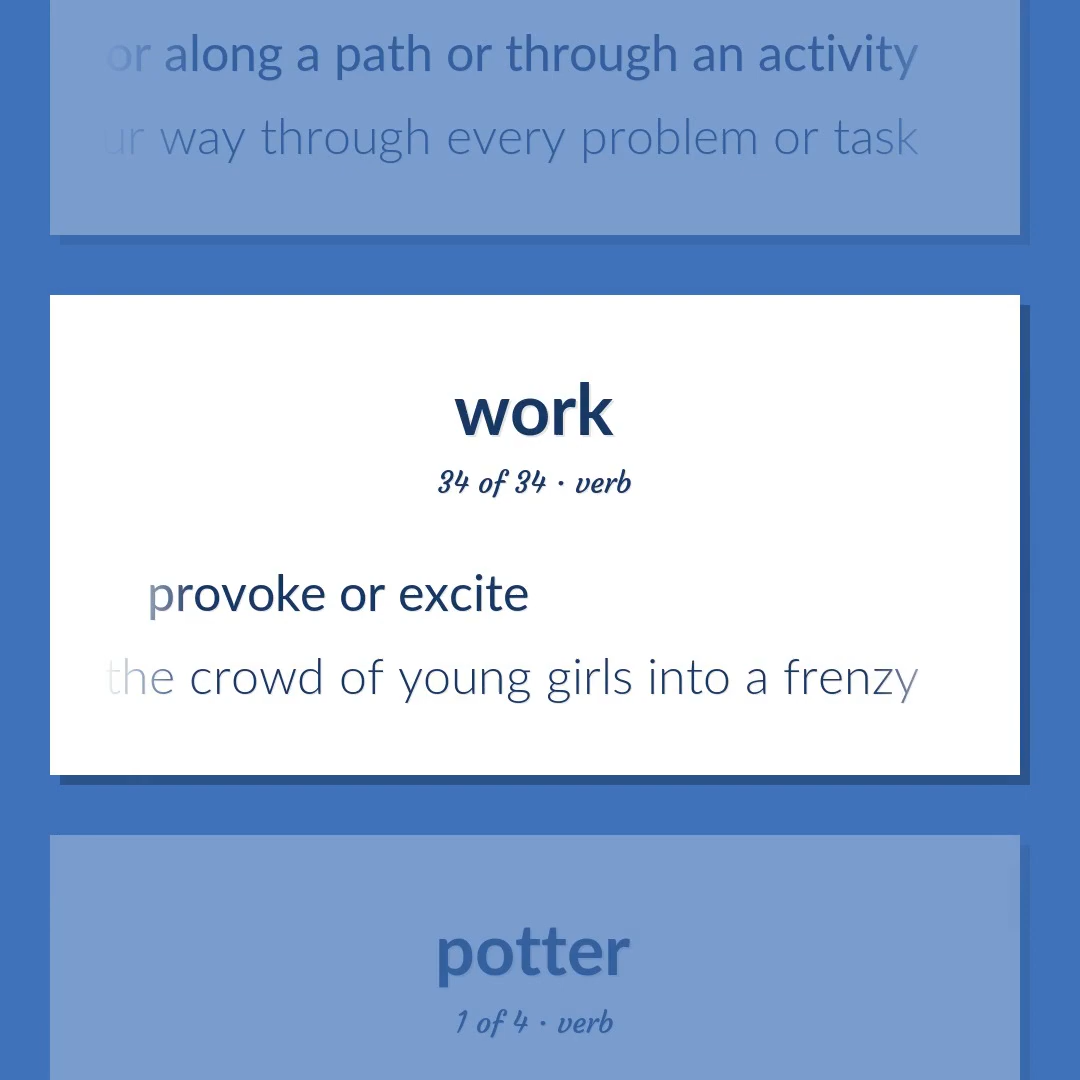 or along a path or through an activity
ur way through every problem or task
work
34 of 34 · verb
provoke or excite
the crowd of young girls into a frenzy
potter
1 of 4 · verb